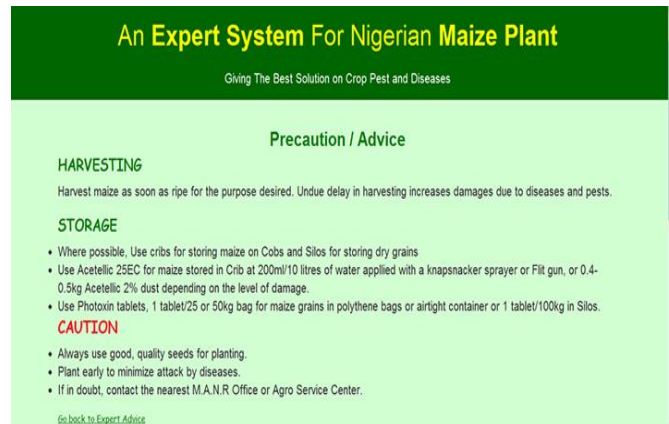 An Expert System For Nigerian Maize Plant
Giving The Best Solution on Crop Pest and Diseases
Precaution / Advice
HARVESTING
Harvest maize as soon as ripe for the purpose desired. Undue delay in harvesting increases damages due to diseases and pests.
STORAGE
• Where possible, Use cribs for storing maize on Cobs and Silos for storing dry grains
• Use Acetellic 25EC for maize stored in Crib at 200ml/10 litres of water appllied with a knapsnacker sprayer or Flit gun, or 0.4-
0.5kg Acetellic 2% dust depending on the level of damage.
• Use Photoxin tablets, 1 tablet/25 or 50kg bag for maize grains in polythene bags or airtight container or 1 tablet/100kg in Silos.
CAUTION
• Always use good, quality seeds for planting.
• Plant early to minimize attack by diseases.
• If in doubt, contact the nearest M.A.N.R Office or Agro Service Center.
Go back to Expert Advice